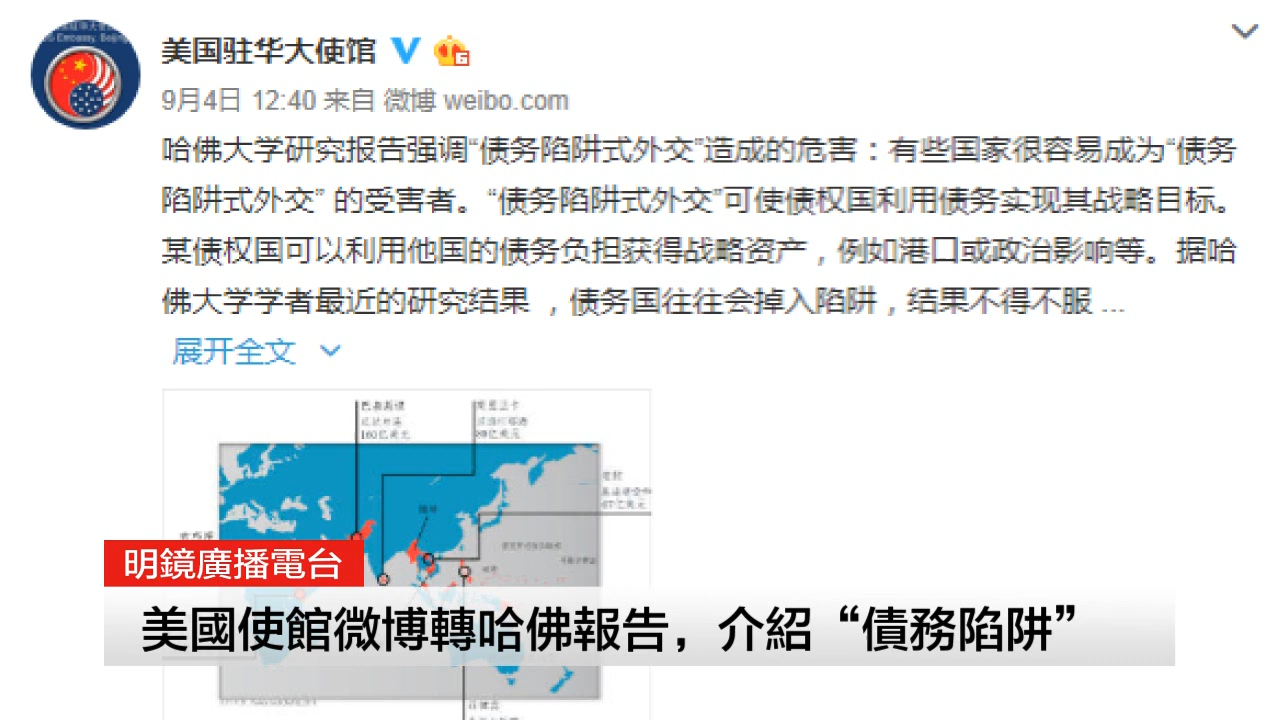 美国驻华大使馆
9月4日 12:40 来自 微博 weibo.com
哈佛大学研究报告强调“债务陷阱式外交”造成的危害：有些国家很容易成为“债务
陷阱式外交” 的受害者。“债务陷阱式外交”可使债权国利用债务实现其战略目标。
某债权国可以利用他国的债务负担获得战略资产，例如港口或政治影响等。据哈
佛大学学者最近的研究结果 ，债务国往往会掉入陷阱，结果不得不服 ...
展开全文
明鏡廣播電台
美國使館微博轉哈佛報告，介紹“債務陷阱”